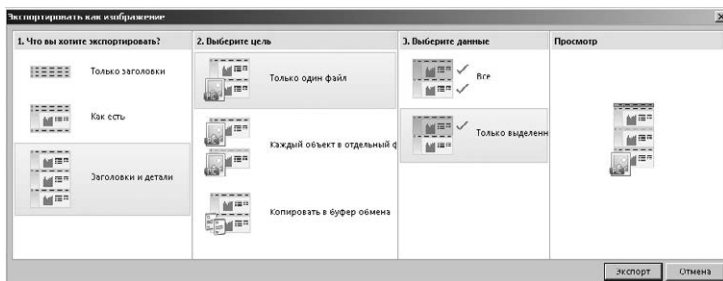 Экспортировать как изображение
1. Что вы хотите экспортировать?
Только заголовки
Как есть
Заголовки и детали
2. Выберите цель
Только один файл
Каждый объект в отдельный ф
Копировать в буфер обмена
3. Выберите данные
Все
Только выделенн
Просмотр
Экспорт
Отмена